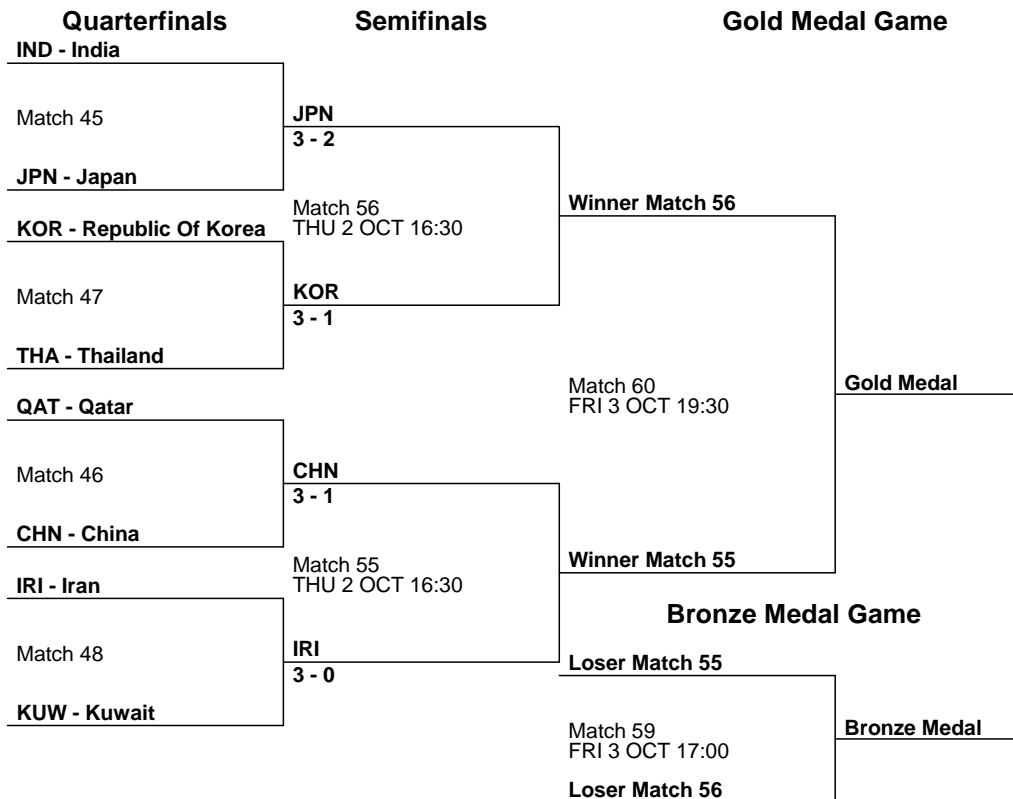 Quarterfinals
Semifinals
Gold Medal Game
IND - India
Match 45
JPN - Japan
JPN
3 - 2
KOR - Republic Of Korea
Match 47
THA - Thailand
Match 56
THU 2 OCT 16:30
KOR
3 - 1
Winner Match 56
QAT - Qatar
Match 46
CHN - China
CHN
3 - 1
Match 60
FRI 3 OCT 19:30
Gold Medal
IRI - Iran
Match 48
KUW - Kuwait
Match 55
THU 2 OCT 16:30
IRI
3 - 0
Winner Match 55
Bronze Medal Game
Loser Match 55
Match 59
FRI 3 OCT 17:00
Loser Match 56
Bronze Medal